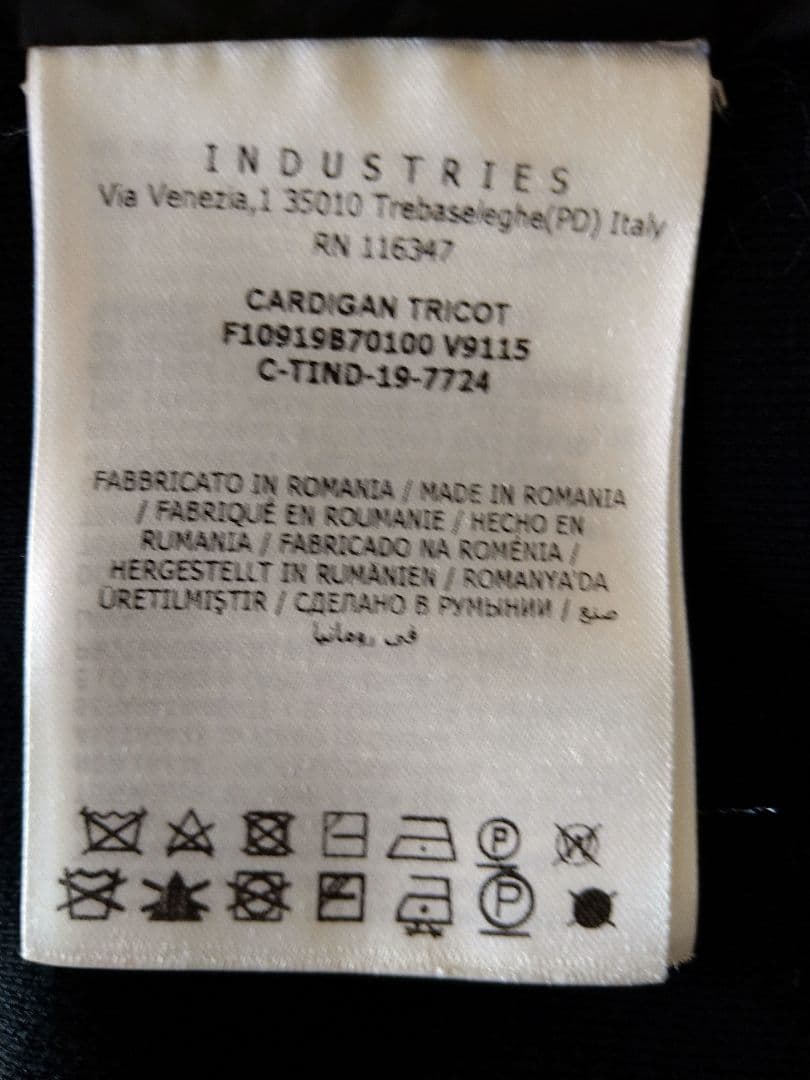 INDUSTRIES
Via Venezia,1 35010 Trebaseleghe(PD) Italy
RN 116347
CARDIGAN TRICOT
F10919B70100 V9115
C-TIND-19-7724
FABBRICATO IN ROMANIA / MADE IN ROMANIA
/ FABRIQUÉ EN ROUMANIE / HECHO EN
RUMANIA / FABRICADO NA ROMÉNIA /
HERGESTELLT IN RUMÄNIEN / ROMANYA'DA
ÜRETILMIŞTIR / СДЕЛАНО В РУМЫНИИ / صنع
في رومانيا
P
W
P